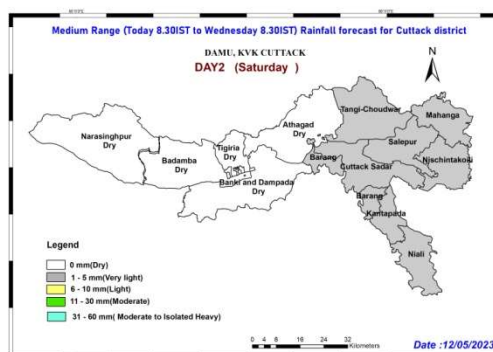 Medium Range (Today 8.30IST to Wednesday 8.30IST) Rainfall forecast for Cuttack district
DAMU, KVK CUTTACK
DAY2 (Saturday )
N
Tangi-Choudwar
Mahanga
Athagad
Dry
Narasinghpur
Dry
Tigiria
Dry
Salepur
Badamba
Dry
Barang
Cuttack Sadar
Banki and Dampada
Dry
Barang
Kantapada
Niali
Legend
0 mm(Dry)
1 - 5 mm(Very light)
6 - 10 mm(Light)
11 - 30 mm(Moderate)
31 - 60 mm( Moderate to Isolated Heavy)
0 4 8 16 24 32
Kilometers
Date :12/05/2023